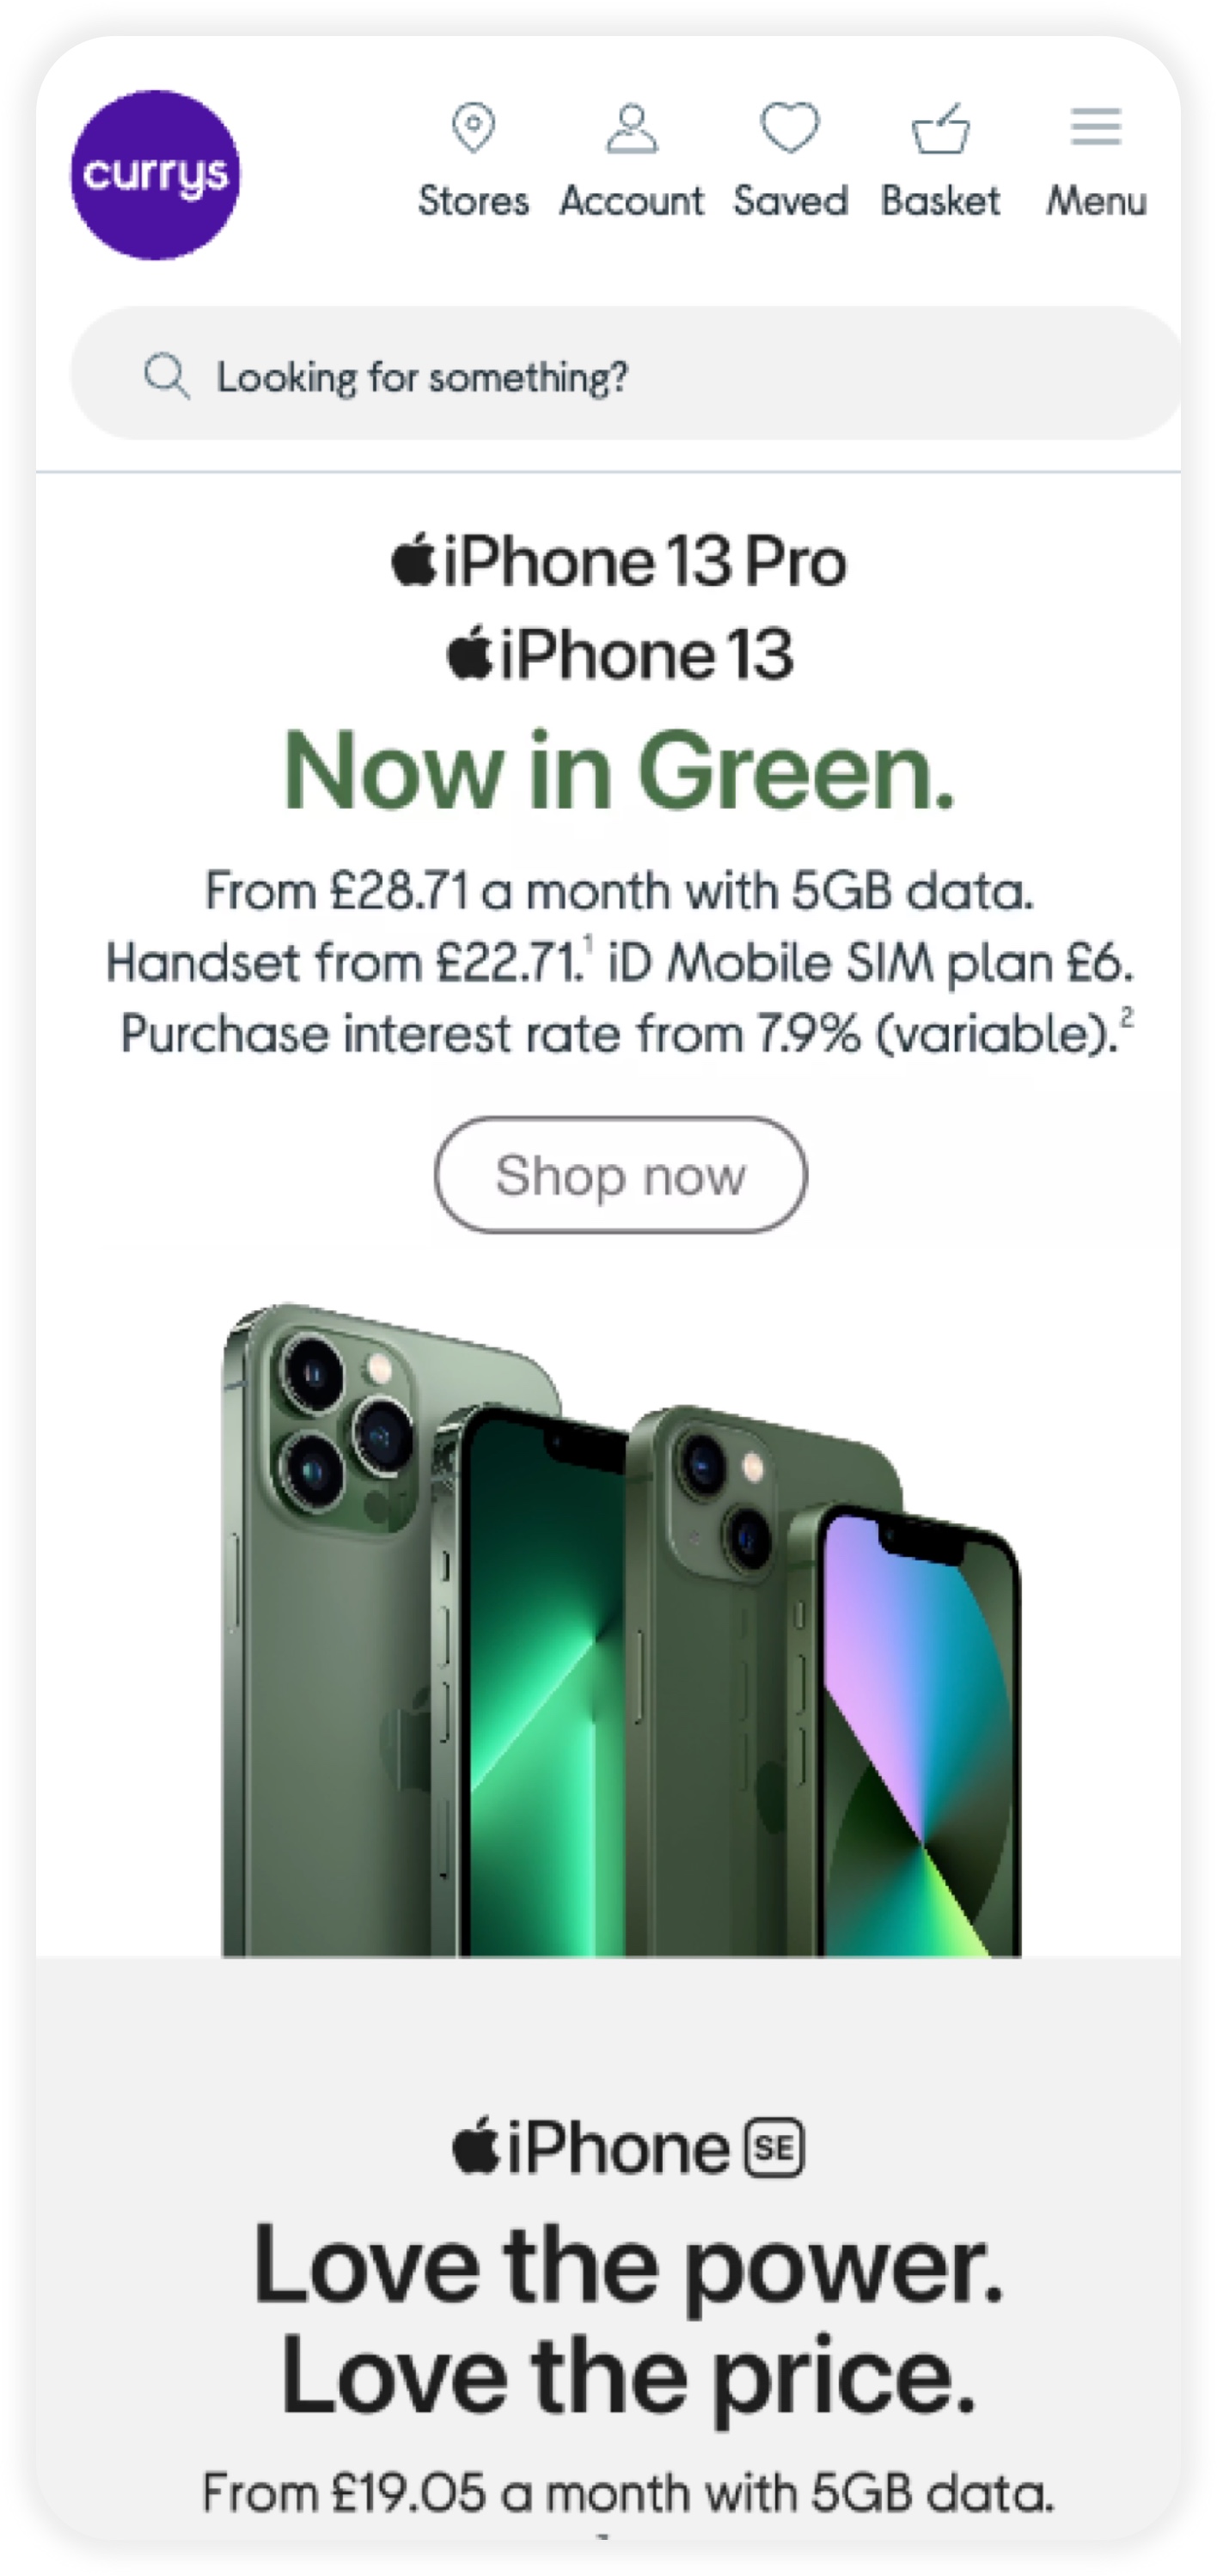 currys
Stores Account Saved Basket Menu
Looking for something?
iPhone 13 Pro
iPhone 13
Now in Green.
From £28.71 a month with 5GB data.
Handset from £22.71.¹ iD Mobile SIM plan £6.
Purchase interest rate from 7.9% (variable).²
Shop now
iPhone SE
Love the power.
Love the price.
From £19.05 a month with 5GB data.